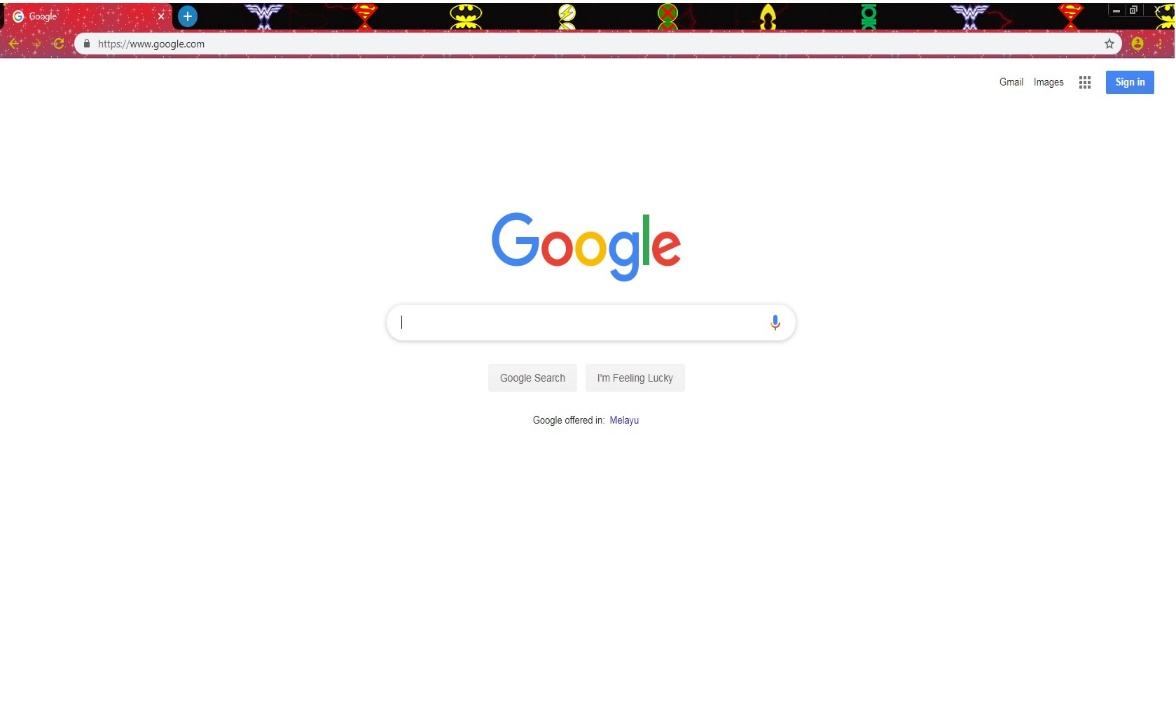 Google
https://www.google.com
Gmail Images Sign in
Google
Google Search I'm Feeling Lucky
Google offered in: Melayu